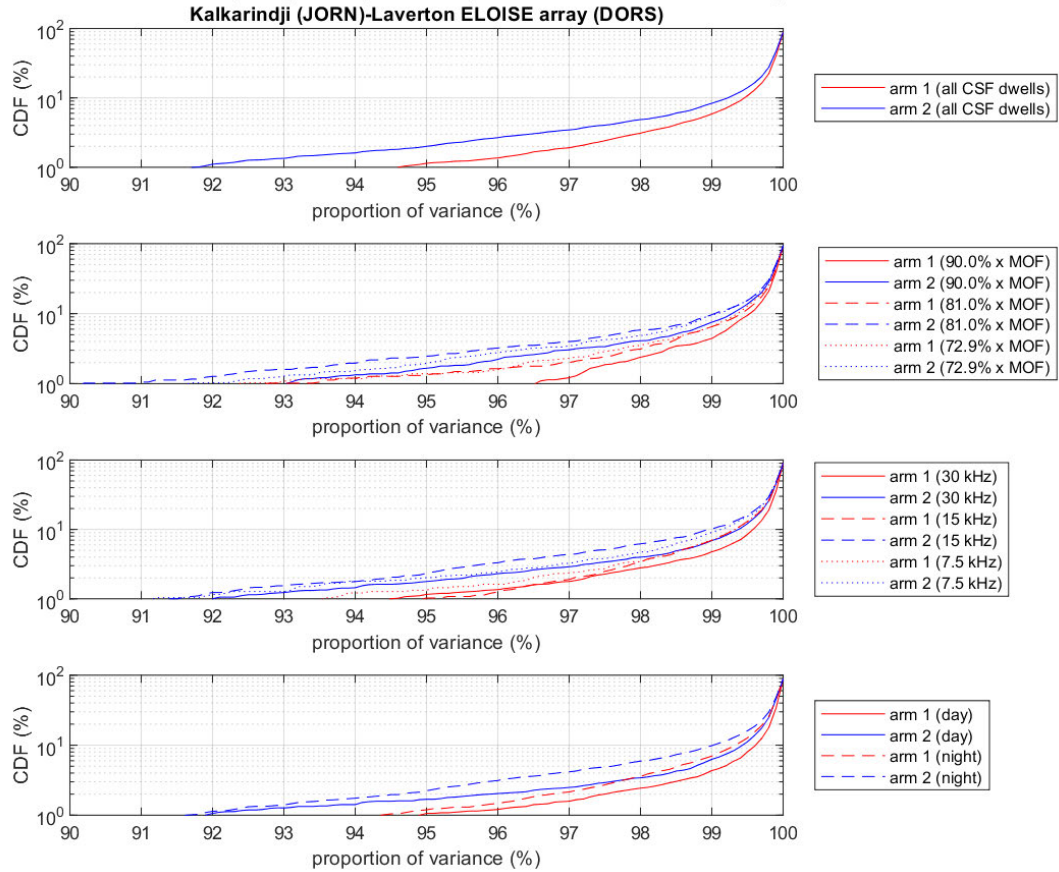 Kalkarindji (JORN)-Laverton ELOISE array (DORS)
10^2
10^1
10^0
CDF (%)
90 91 92 93 94 95 96 97 98 99 100
proportion of variance (%)
arm 1 (all CSF dwells)
arm 2 (all CSF dwells)
10^2
10^1
10^0
CDF (%)
90 91 92 93 94 95 96 97 98 99 100
proportion of variance (%)
arm 1 (90.0% x MOF)
arm 2 (90.0% x MOF)
arm 1 (81.0% x MOF)
arm 2 (81.0% x MOF)
arm 1 (72.9% x MOF)
arm 2 (72.9% x MOF)
10^2
10^1
10^0
CDF (%)
90 91 92 93 94 95 96 97 98 99 100
proportion of variance (%)
arm 1 (30 kHz)
arm 2 (30 kHz)
arm 1 (15 kHz)
arm 2 (15 kHz)
arm 1 (7.5 kHz)
arm 2 (7.5 kHz)
10^2
10^1
10^0
CDF (%)
90 91 92 93 94 95 96 97 98 99 100
proportion of variance (%)
arm 1 (day)
arm 2 (day)
arm 1 (night)
arm 2 (night)